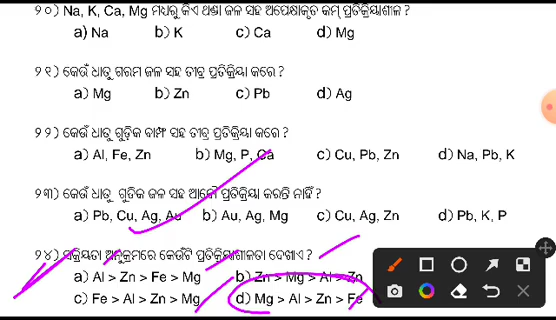 ୨୦) Na, K, Ca, Mg ମଧ୍ୟରୁ କିଏ ଥଣ୍ଡା ଜଳ ସହ ଅପେକ୍ଷାକୃତ କମ୍ ପ୍ରତିକ୍ରିୟାଶୀଳ ?
a) Na b) K c) Ca d) Mg
୨୧) କେଉଁ ଧାତୁ ଗରମ ଜଳ ସହ ତୀବ୍ର ପ୍ରତିକ୍ରିୟା କରେ ?
a) Mg b) Zn c) Pb d) Ag
୨୨) କେଉଁ ଧାତୁ ଗୁଡ଼ିକ ବାମ୍ଫ ସହ ତୀବ୍ର ପ୍ରତିକ୍ରିୟା କରେ ?
a) Al, Fe, Zn b) Mg, P, Ca c) Cu, Pb, Zn d) Na, Pb, K
୨୩) କେଉଁ ଧାତୁ ଗୁଡିକ ଜଳ ସହ ଆଦୌ ପ୍ରତିକ୍ରିୟା କରନ୍ତି ନାହିଁ ?
a) Pb, Cu, Ag, Au b) Au, Ag, Mg c) Cu, Ag, Zn d) Pb, K, P
୨୪) ସକ୍ରିୟତା ଅନୁକ୍ରମରେ କେଉଁଟି ପ୍ରତିକ୍ରିୟାଶୀଳତା ଦେଖାଏ ?
a) Al > Zn > Fe > Mg b) Zn > Mg > Al > Zn
c) Fe > Al > Zn > Mg d) Mg > Al > Zn > Fe